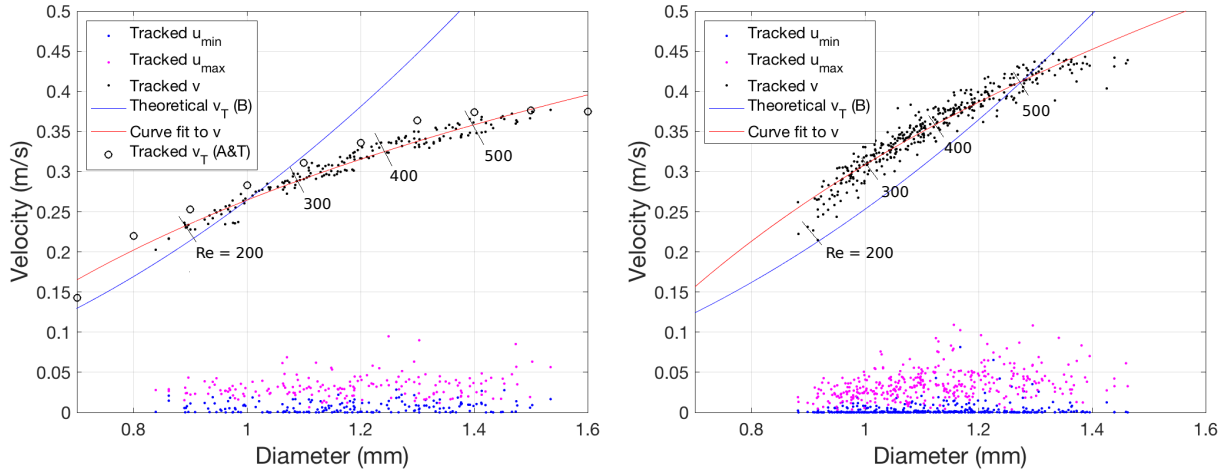 0.5
0.45
0.4
0.35
0.3
0.25
0.2
0.15
0.1
0.05
0
Velocity (m/s)
Tracked u_min
Tracked u_max
Tracked v
Theoretical v_T (B)
Curve fit to v
Tracked v_T (A&T)
500
400
300
Re = 200
0.8
1
1.2
1.4
1.6
Diameter (mm)
0.5
0.45
0.4
0.35
0.3
0.25
0.2
0.15
0.1
0.05
0
Velocity (m/s)
Tracked u_min
Tracked u_max
Tracked v
Theoretical v_T (B)
Curve fit to v
500
400
300
Re = 200
0.8
1
1.2
1.4
1.6
Diameter (mm)